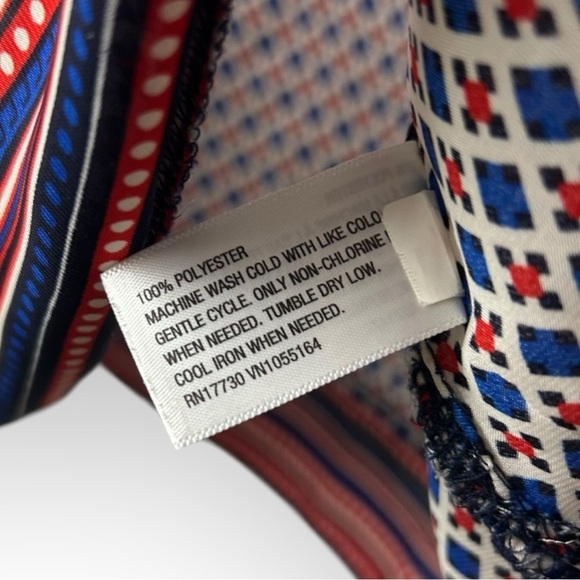 100% POLYESTER
MACHINE WASH COLD WITH LIKE
GENTLE CYCLE. ONLY NON-CHLORINE
WHEN NEEDED. TUMBLE DRY LOW.
COOL IRON WHEN NEEDED.
RN17730 VN1055164